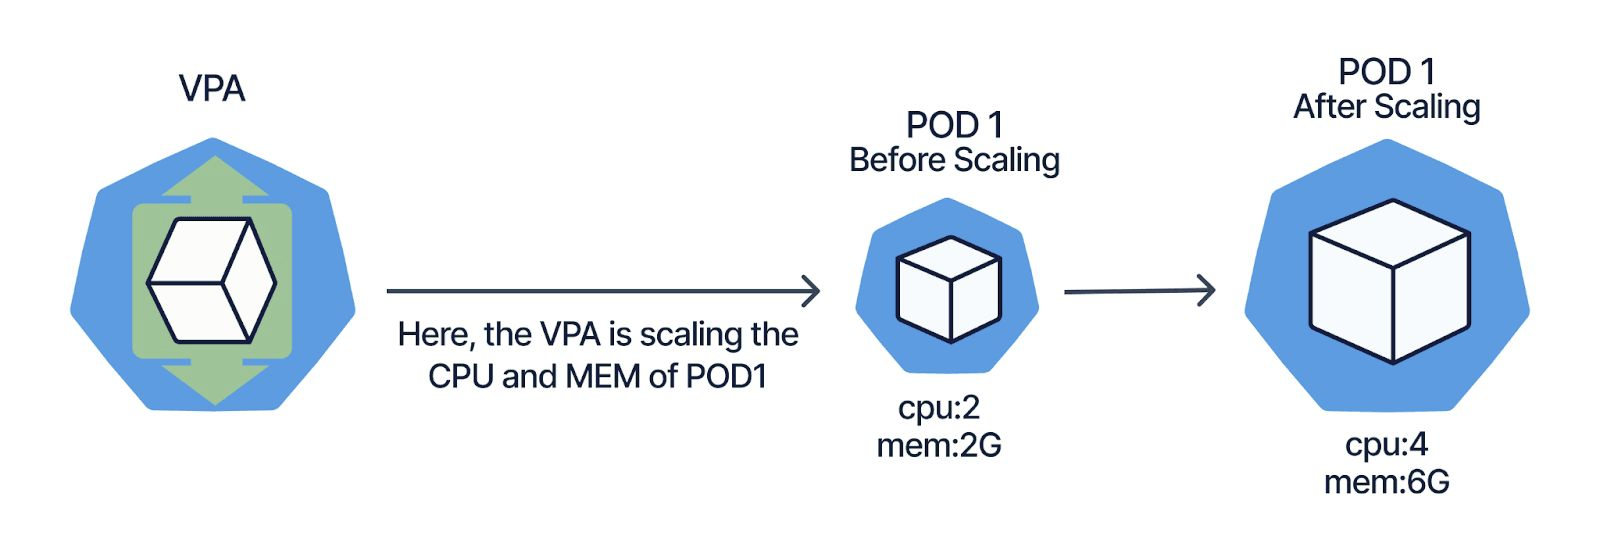 VPA
Here, the VPA is scaling the
CPU and MEM of POD1
POD 1
Before Scaling
cpu:2
mem:2G
POD 1
After Scaling
cpu:4
mem:6G